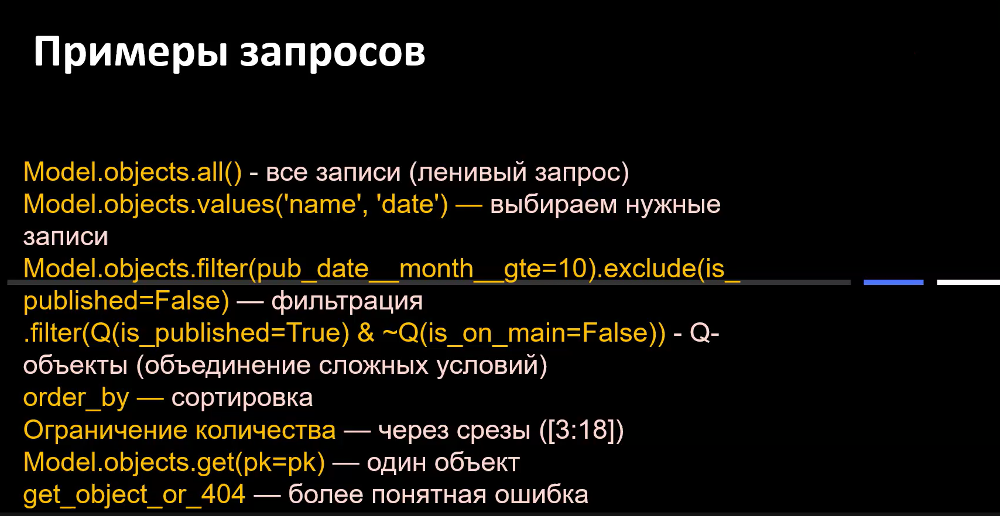 Примеры запросов
Model.objects.all() - все записи (ленивый запрос)
Model.objects.values('name', 'date') — выбираем нужные
записи
Model.objects.filter(pub_date__month__gte=10).exclude(is_
published=False) — фильтрация
.filter(Q(is_published=True) & ~Q(is_on_main=False)) - Q-
объекты (объединение сложных условий)
order_by — сортировка
Ограничение количества — через срезы ([3:18])
Model.objects.get(pk=pk) — один объект
get_object_or_404 — более понятная ошибка